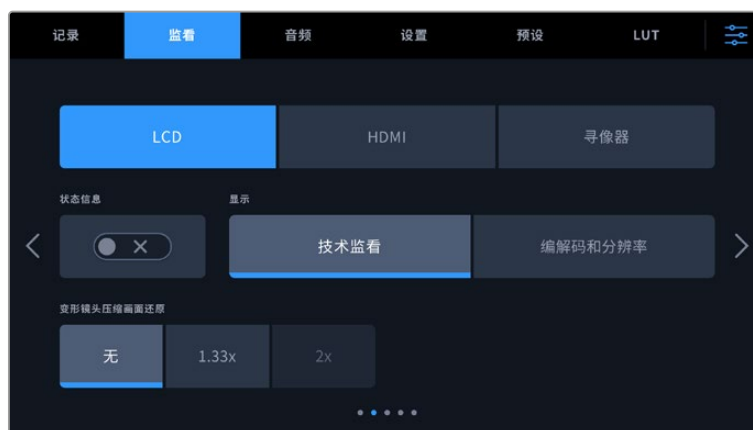 记录 监看 音频 设置 预设 LUT
LCD HDMI 寻像器
状态信息 显示
技术监看 编解码和分辨率
变形镜头压缩画面还原
无 1.33x 2x